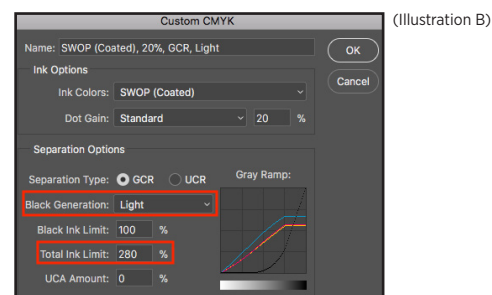 Custom CMYK
(Illustration B)
Name: SWOP (Coated), 20%, GCR, Light
OK
Ink Options
Cancel
Ink Colors: SWOP (Coated)
Dot Gain: Standard 20 %
Separation Options
Separation Type: GCR UCR Gray Ramp:
Black Generation: Light
Black Ink Limit: 100 %
Total Ink Limit: 280 %
UCA Amount: 0 %